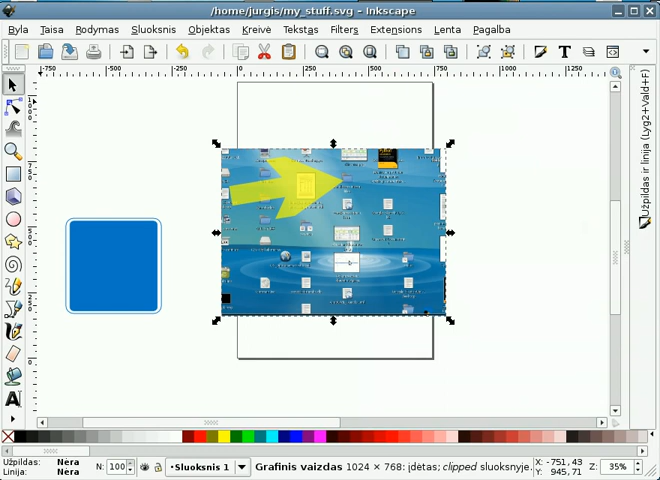 /home/jurgis/my_stuff.svg - Inkscape
Byla Taisa Rodymas Sluoksnis Objektas Kreivė Tekstas Filters Extensions Lenta Pagalba
-750 -500 -250 0 250 500 750 1000 1250
Užpildas ir linija (Lyg2+Vald+F)
Užpildas: Nėra
Linija: Nėra
N: 100
•Sluoksnis 1
Grafinis vaizdas 1024 × 768: įdėtas; clipped sluoksnyje.
X: -751,43
Y: 945,71
Z: 35%